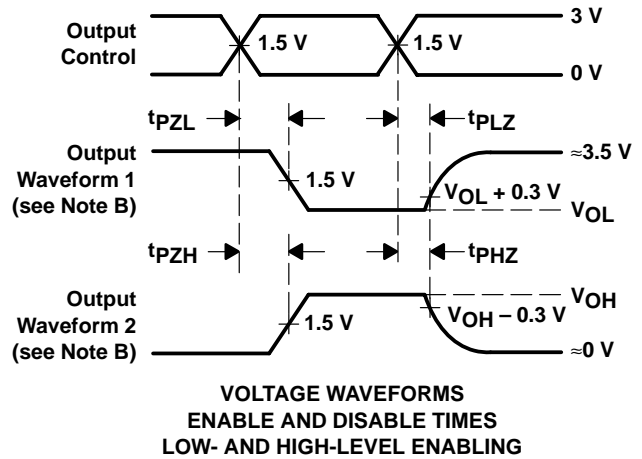 Output
Control
1.5 V
1.5 V
3 V
0 V
tPZL
tPLZ
Output
Waveform 1
(see Note B)
1.5 V
VOL + 0.3 V
≈3.5 V
VOL
tPZH
tPHZ
Output
Waveform 2
(see Note B)
1.5 V
VOH − 0.3 V
VOH
≈0 V
VOLTAGE WAVEFORMS
ENABLE AND DISABLE TIMES
LOW- AND HIGH-LEVEL ENABLING